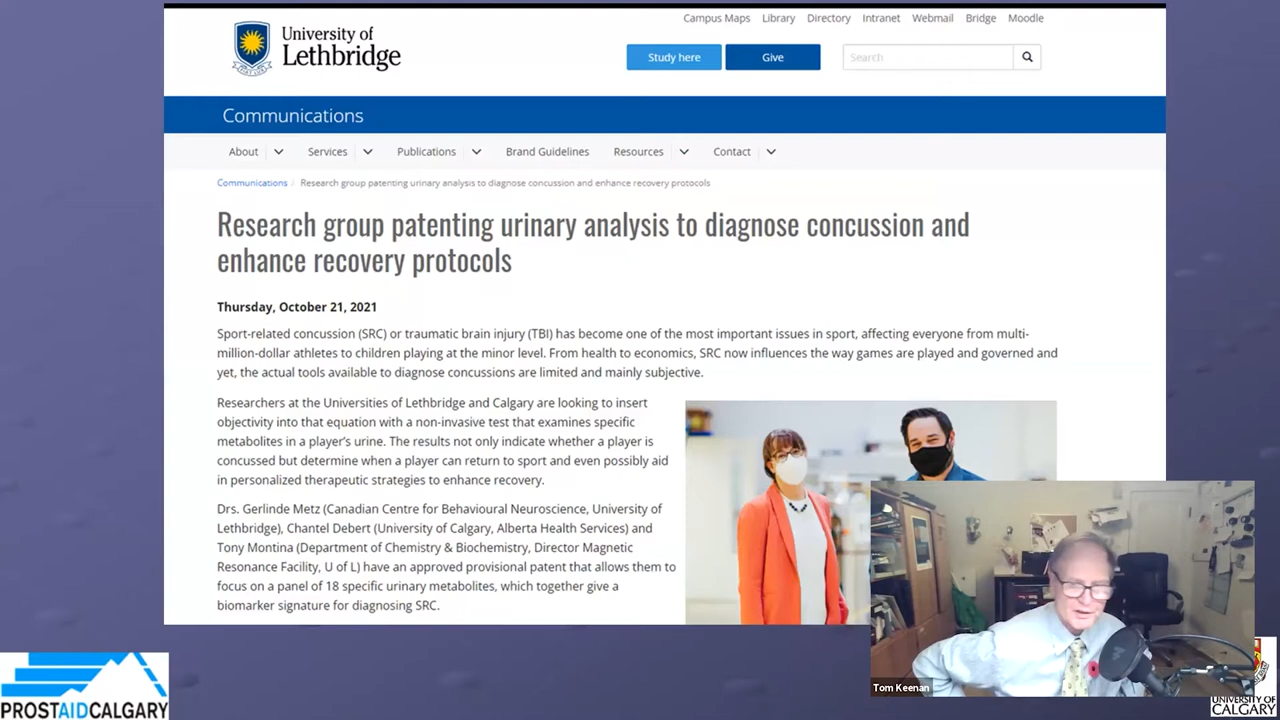 Campus Maps Library Directory Intranet Webmail Bridge Moodle
University of
Lethbridge
Study here Give Search
Communications
About Services Publications Brand Guidelines Resources Contact
Communications / Research group patenting urinary analysis to diagnose concussion and enhance recovery protocols
Research group patenting urinary analysis to diagnose concussion and
enhance recovery protocols
Thursday, October 21, 2021
Sport-related concussion (SRC) or traumatic brain injury (TBI) has become one of the most important issues in sport, affecting everyone from multi-
million-dollar athletes to children playing at the minor level. From health to economics, SRC now influences the way games are played and governed and
yet, the actual tools available to diagnose concussions are limited and mainly subjective.
Researchers at the Universities of Lethbridge and Calgary are looking to insert
objectivity into that equation with a non-invasive test that examines specific
metabolites in a player's urine. The results not only indicate whether a player is
concussed but determine when a player can return to sport and even possibly aid
in personalized therapeutic strategies to enhance recovery.
Drs. Gerlinde Metz (Canadian Centre for Behavioural Neuroscience, University of
Lethbridge), Chantel Debert (University of Calgary, Alberta Health Services) and
Tony Montina (Department of Chemistry & Biochemistry, Director Magnetic
Resonance Facility, U of L) have an approved provisional patent that allows them to
focus on a panel of 18 specific urinary metabolites, which together give a
biomarker signature for diagnosing SRC.
Tom Keenan
PROSTAIDCALGARY
UNIVERSITY OF
CALGARY